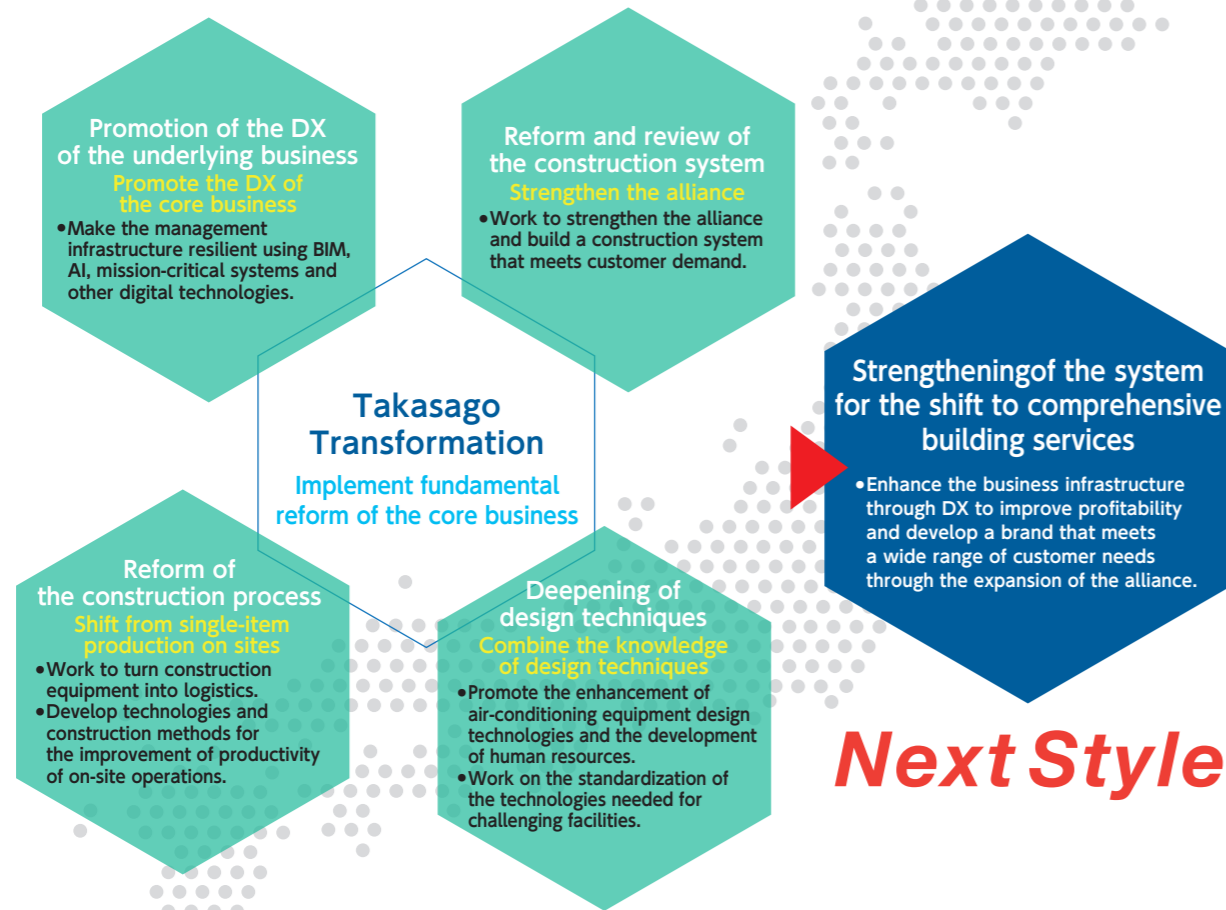 Promotion of the DX
of the underlying business
Promote the DX of
the core business
•Make the management
infrastructure resilient using BIM,
AI, mission-critical systems and
other digital technologies.
Reform and review of
the construction system
Strengthen the alliance
•Work to strengthen the alliance
and build a construction system
that meets customer demand.
Takasago
Transformation
Implement fundamental
reform of the core business
Reform of
the construction process
Shift from single-item
production on sites
•Work to turn construction
equipment into logistics.
•Develop technologies and
construction methods for
the improvement of productivity
of on-site operations.
Deepening of
design techniques
Combine the knowledge
of design techniques
•Promote the enhancement of
air-conditioning equipment design
technologies and the development
of human resources.
•Work on the standardization of
the technologies needed for
challenging facilities.
Strengtheningof the system
for the shift to comprehensive
building services
•Enhance the business infrastructure
through DX to improve profitability
and develop a brand that meets
a wide range of customer needs
through the expansion of the alliance.
Next Style